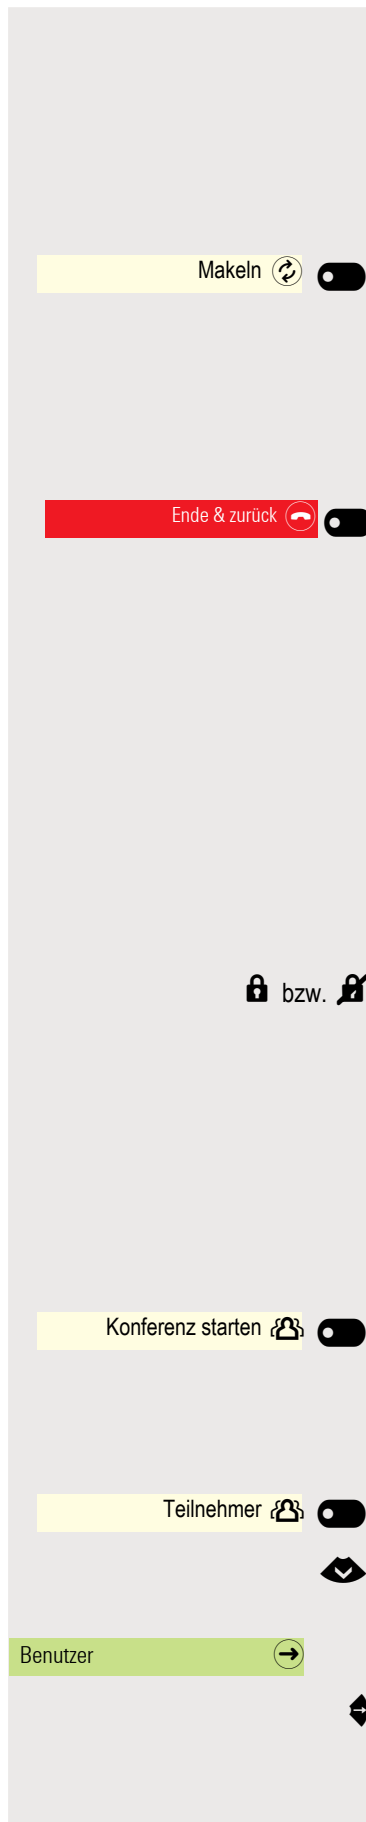 Makeln
Ende & zurück
bzw.
Konferenz starten
Teilnehmer
Benutzer